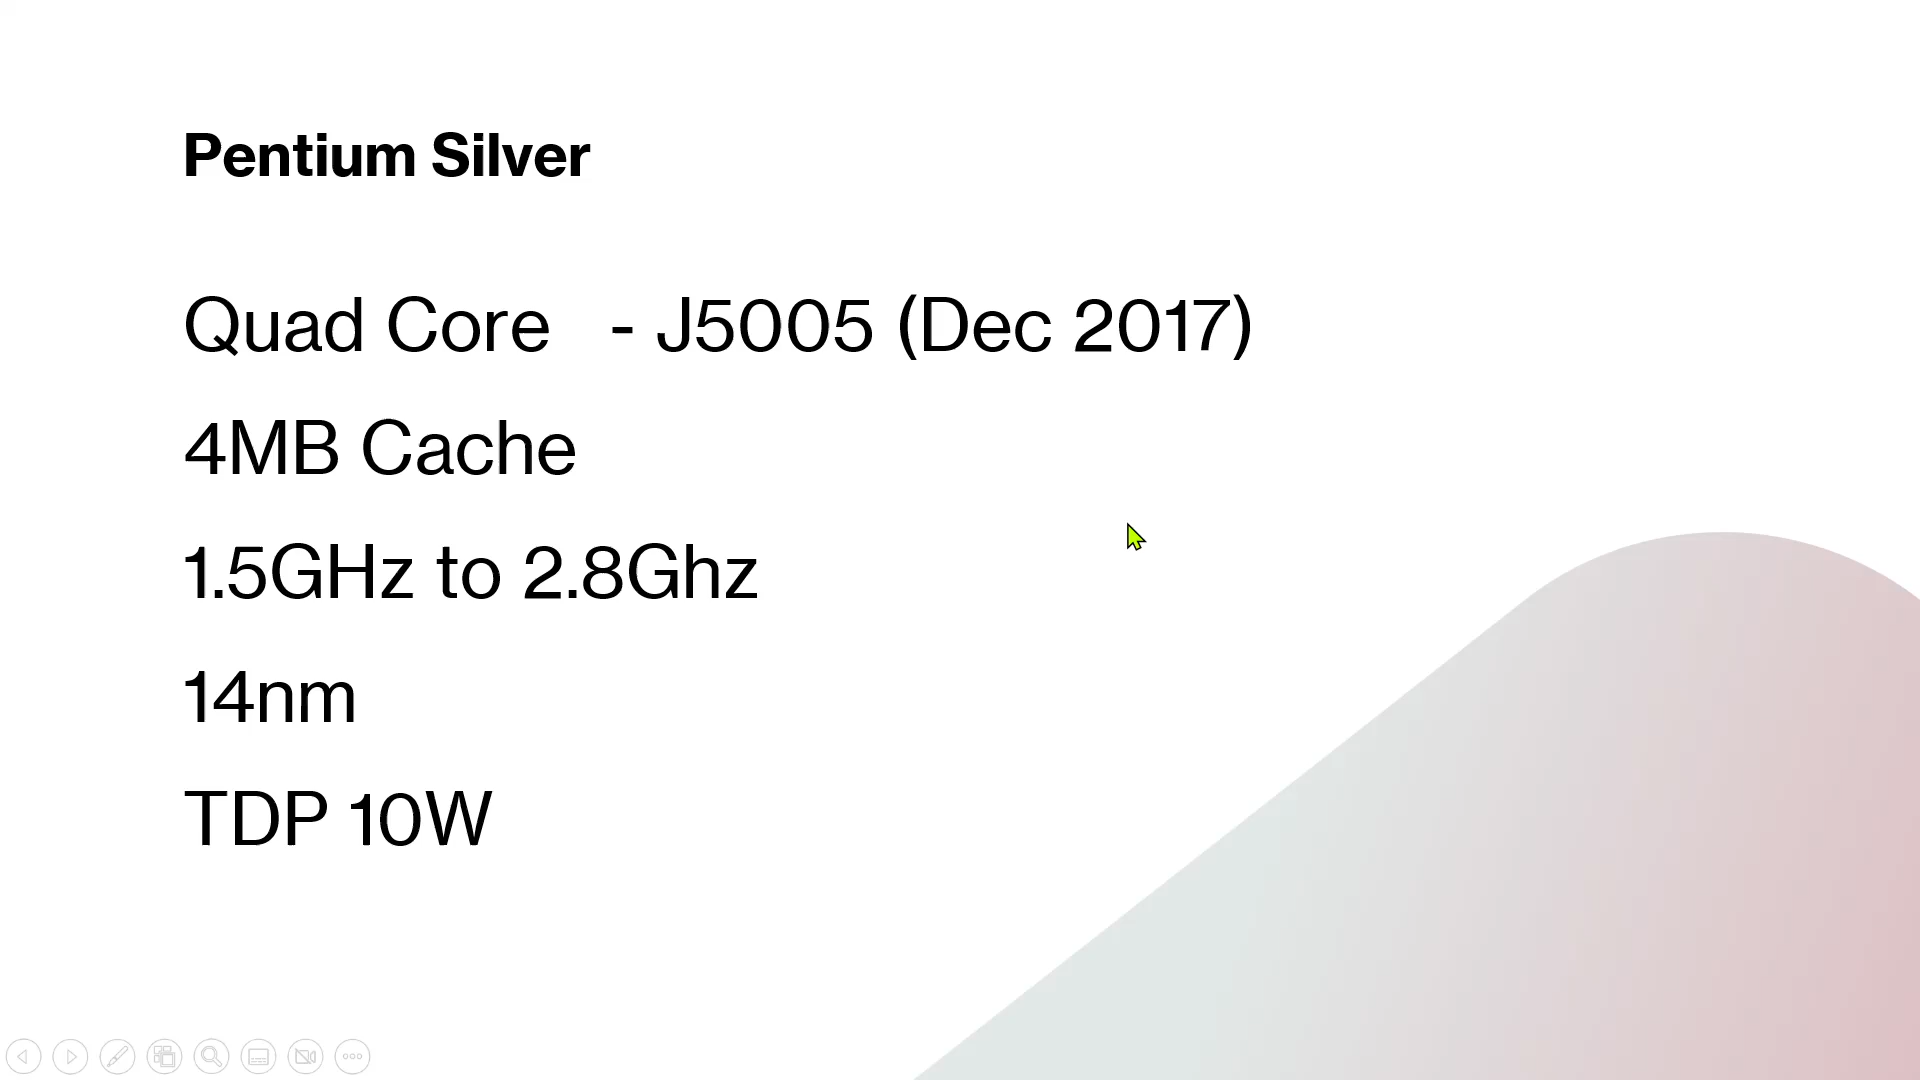 Pentium Silver
Quad Core - J5005 (Dec 2017)
4MB Cache
1.5GHz to 2.8Ghz
14nm
TDP 10W